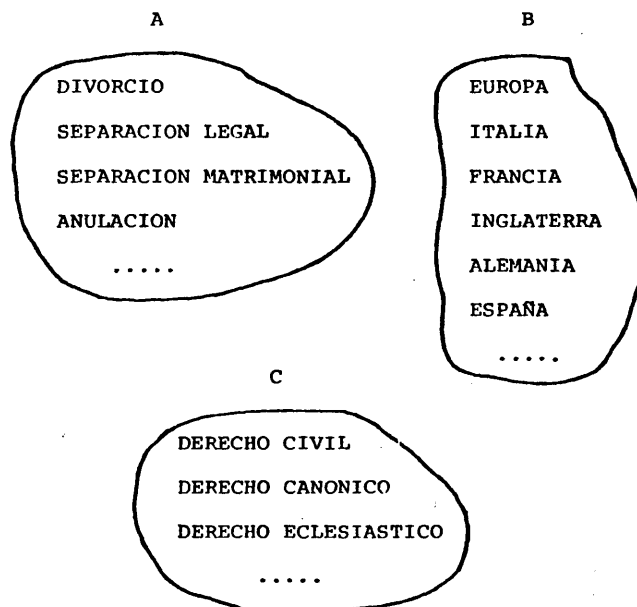 A
DIVORCIO
SEPARACION LEGAL
SEPARACION MATRIMONIAL
ANULACION
.....
B
EUROPA
ITALIA
FRANCIA
INGLATERRA
ALEMANIA
ESPAÑA
.....
C
DERECHO CIVIL
DERECHO CANONICO
DERECHO ECLESIASTICO
.....